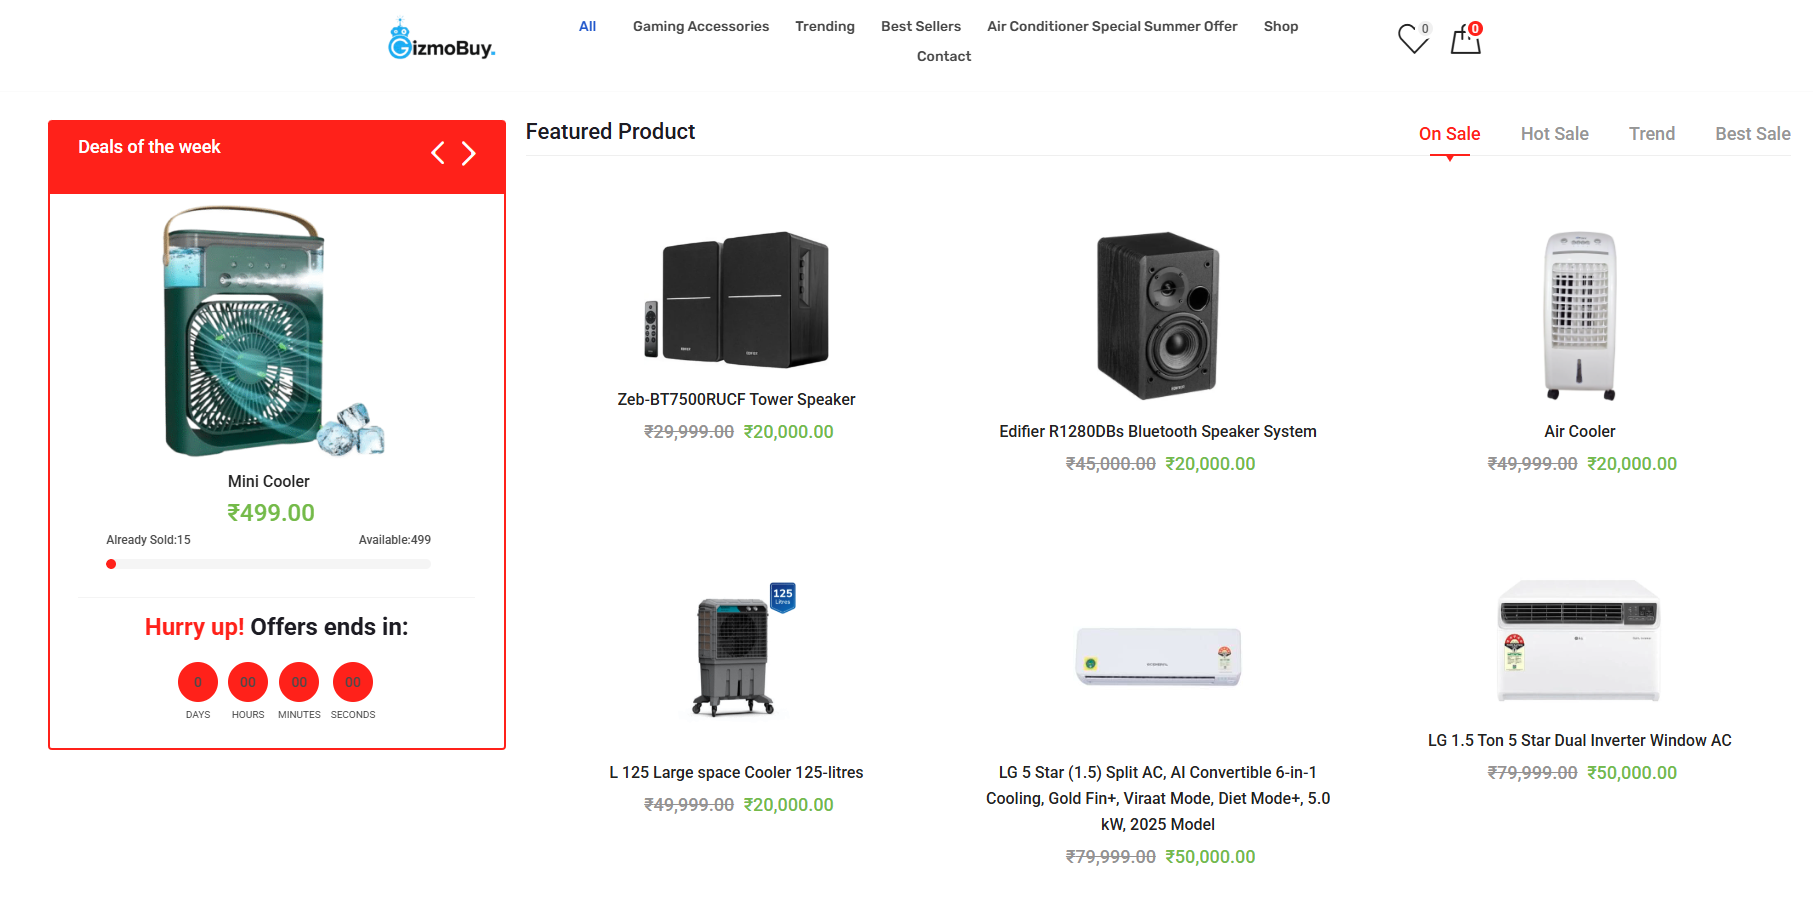 GizmoBuy.
All
Gaming Accessories
Trending
Best Sellers
Air Conditioner Special Summer Offer
Shop
Contact
0
0
Deals of the week
Mini Cooler
₹499.00
Already Sold:15
Available:499
Hurry up! Offers ends in:
0
00
00
00
DAYS
HOURS
MINUTES
SECONDS
Featured Product
On Sale
Hot Sale
Trend
Best Sale
Zeb-BT7500RUCF Tower Speaker
₹29,999.00 ₹20,000.00
Edifier R1280DBs Bluetooth Speaker System
₹45,000.00 ₹20,000.00
Air Cooler
₹49,999.00 ₹20,000.00
125
Litres
L 125 Large space Cooler 125-litres
₹49,999.00 ₹20,000.00
LG 5 Star (1.5) Split AC, AI Convertible 6-in-1
Cooling, Gold Fin+, Viraat Mode, Diet Mode+, 5.0
kW, 2025 Model
₹79,999.00 ₹50,000.00
LG
LG 1.5 Ton 5 Star Dual Inverter Window AC
₹79,999.00 ₹50,000.00